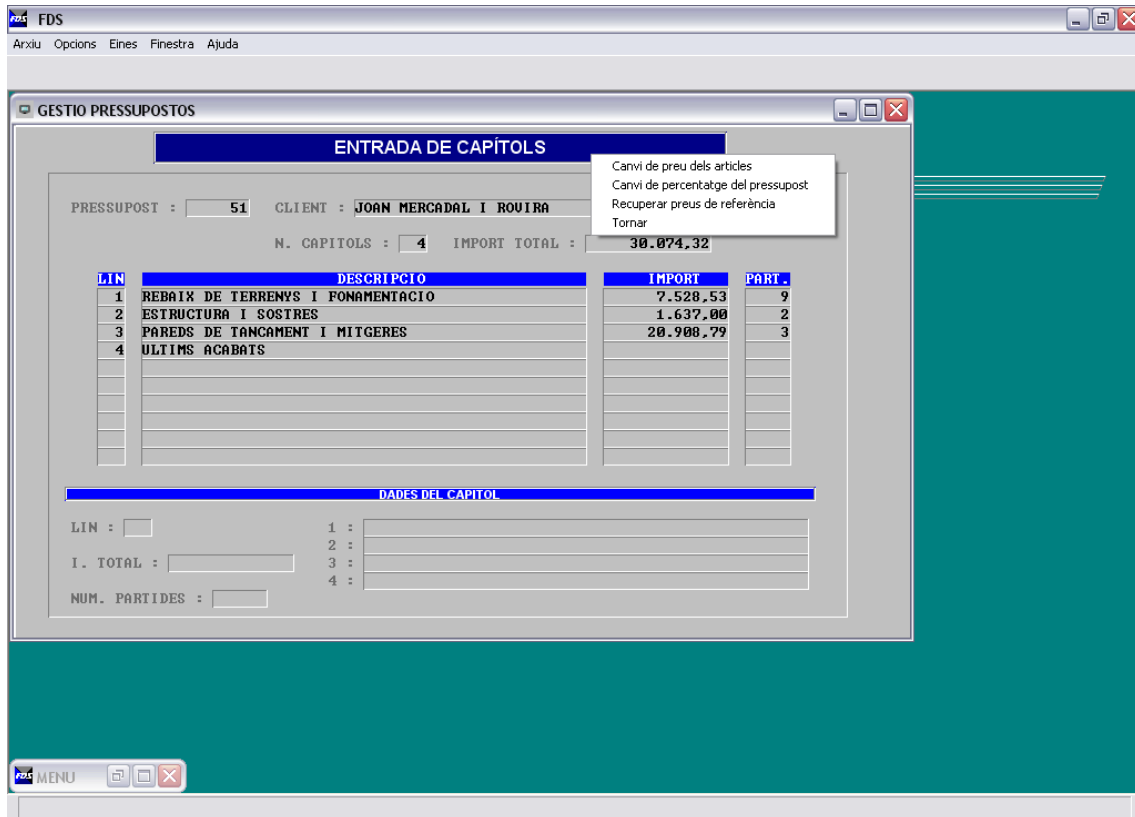 FDS FDS
Arxiu Opcions Eines Finestra Ajuda
GESTIO PRESSUPOSTOS
ENTRADA DE CAPÍTOLS
Canvi de preu dels articles
Canvi de percentatge del pressupost
Recuperar preus de referència
Tornar
PRESSUPOST : 51 CLIENT : JOAN MERCADAL I ROVIRA
N. CAPITOLS : 4 IMPORT TOTAL : 30.074,32
LIN DESCRIPCIO IMPORT PART.
1 REBAIX DE TERRENYS I FONAMENTACIO 7.528,53 9
2 ESTRUCTURA I SOSTRES 1.637,00 2
3 PAREDS DE TANCAMENT I MITGERES 20.908,79 3
4 ULTIMS ACABATS
DADES DEL CAPITOL
LIN : 1 :
2 :
I. TOTAL : 3 :
4 :
NUM. PARTIDES :
FDS MENU